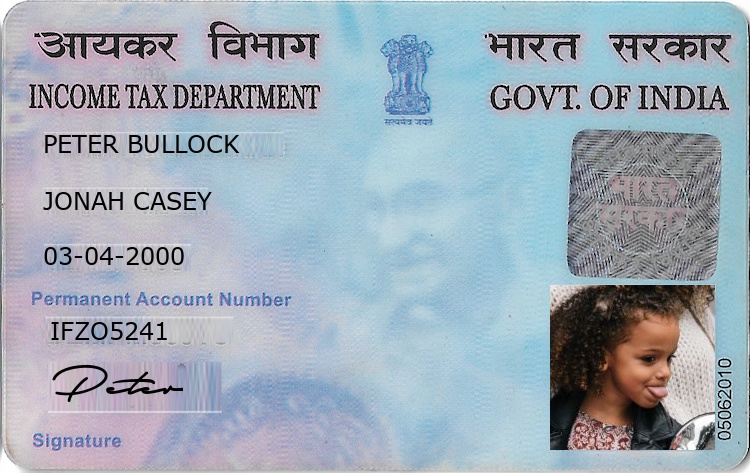 आयकर विभाग भारत सरकार
INCOME TAX DEPARTMENT GOVT. OF INDIA
सत्यमेव जयते
PETER BULLOCK
भारत
सरकार
JONAH CASEY
03-04-2000
Permanent Account Number
IFZO5241
Peter
Signature
05062010